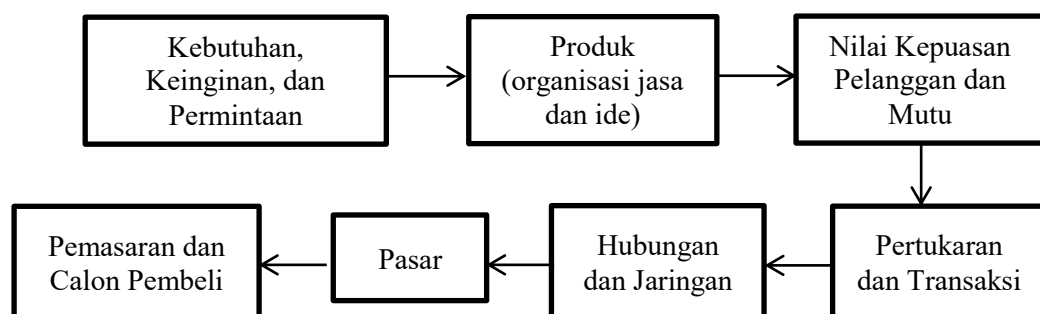 Kebutuhan,
Keinginan, dan
Permintaan
Produk
(organisasi jasa
dan ide)
Nilai Kepuasan
Pelanggan dan
Mutu
Pertukaran
dan Transaksi
Hubungan
dan Jaringan
Pasar
Pemasaran dan
Calon Pembeli